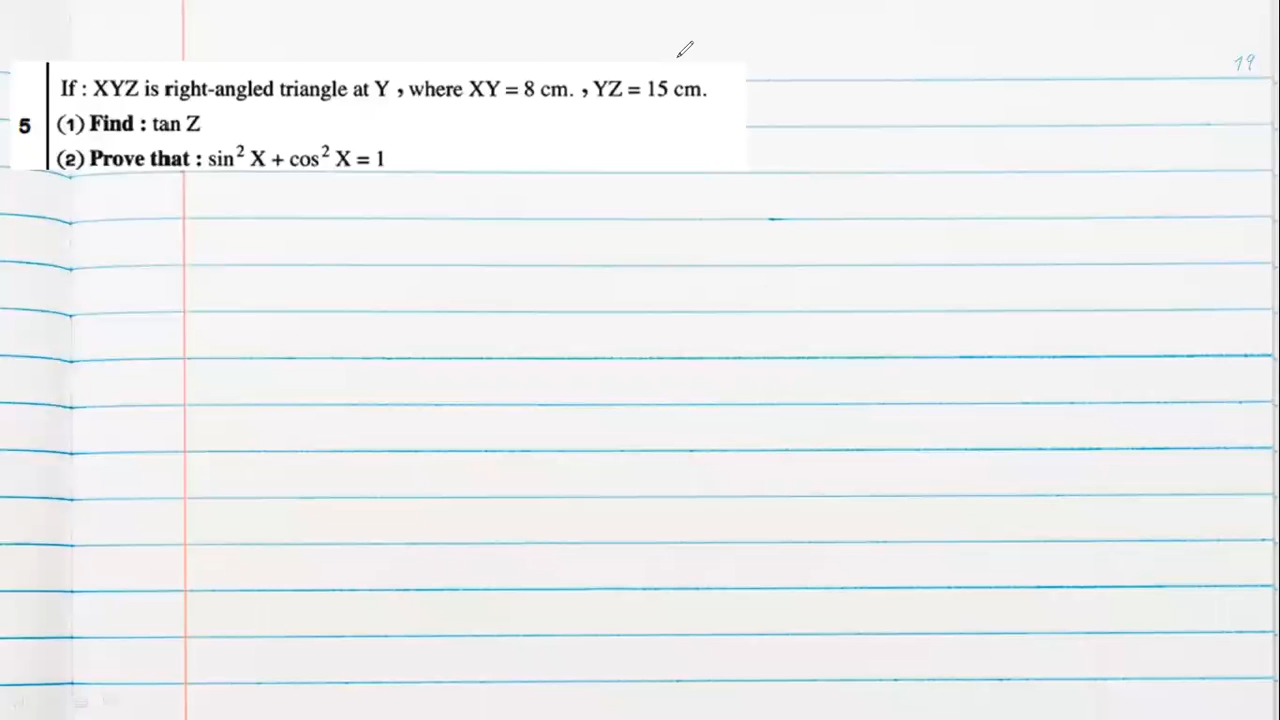 19
If : XYZ is right-angled triangle at Y , where XY = 8 cm. , YZ = 15 cm.
5 (1) Find : tan Z
(2) Prove that : sin² X + cos² X = 1